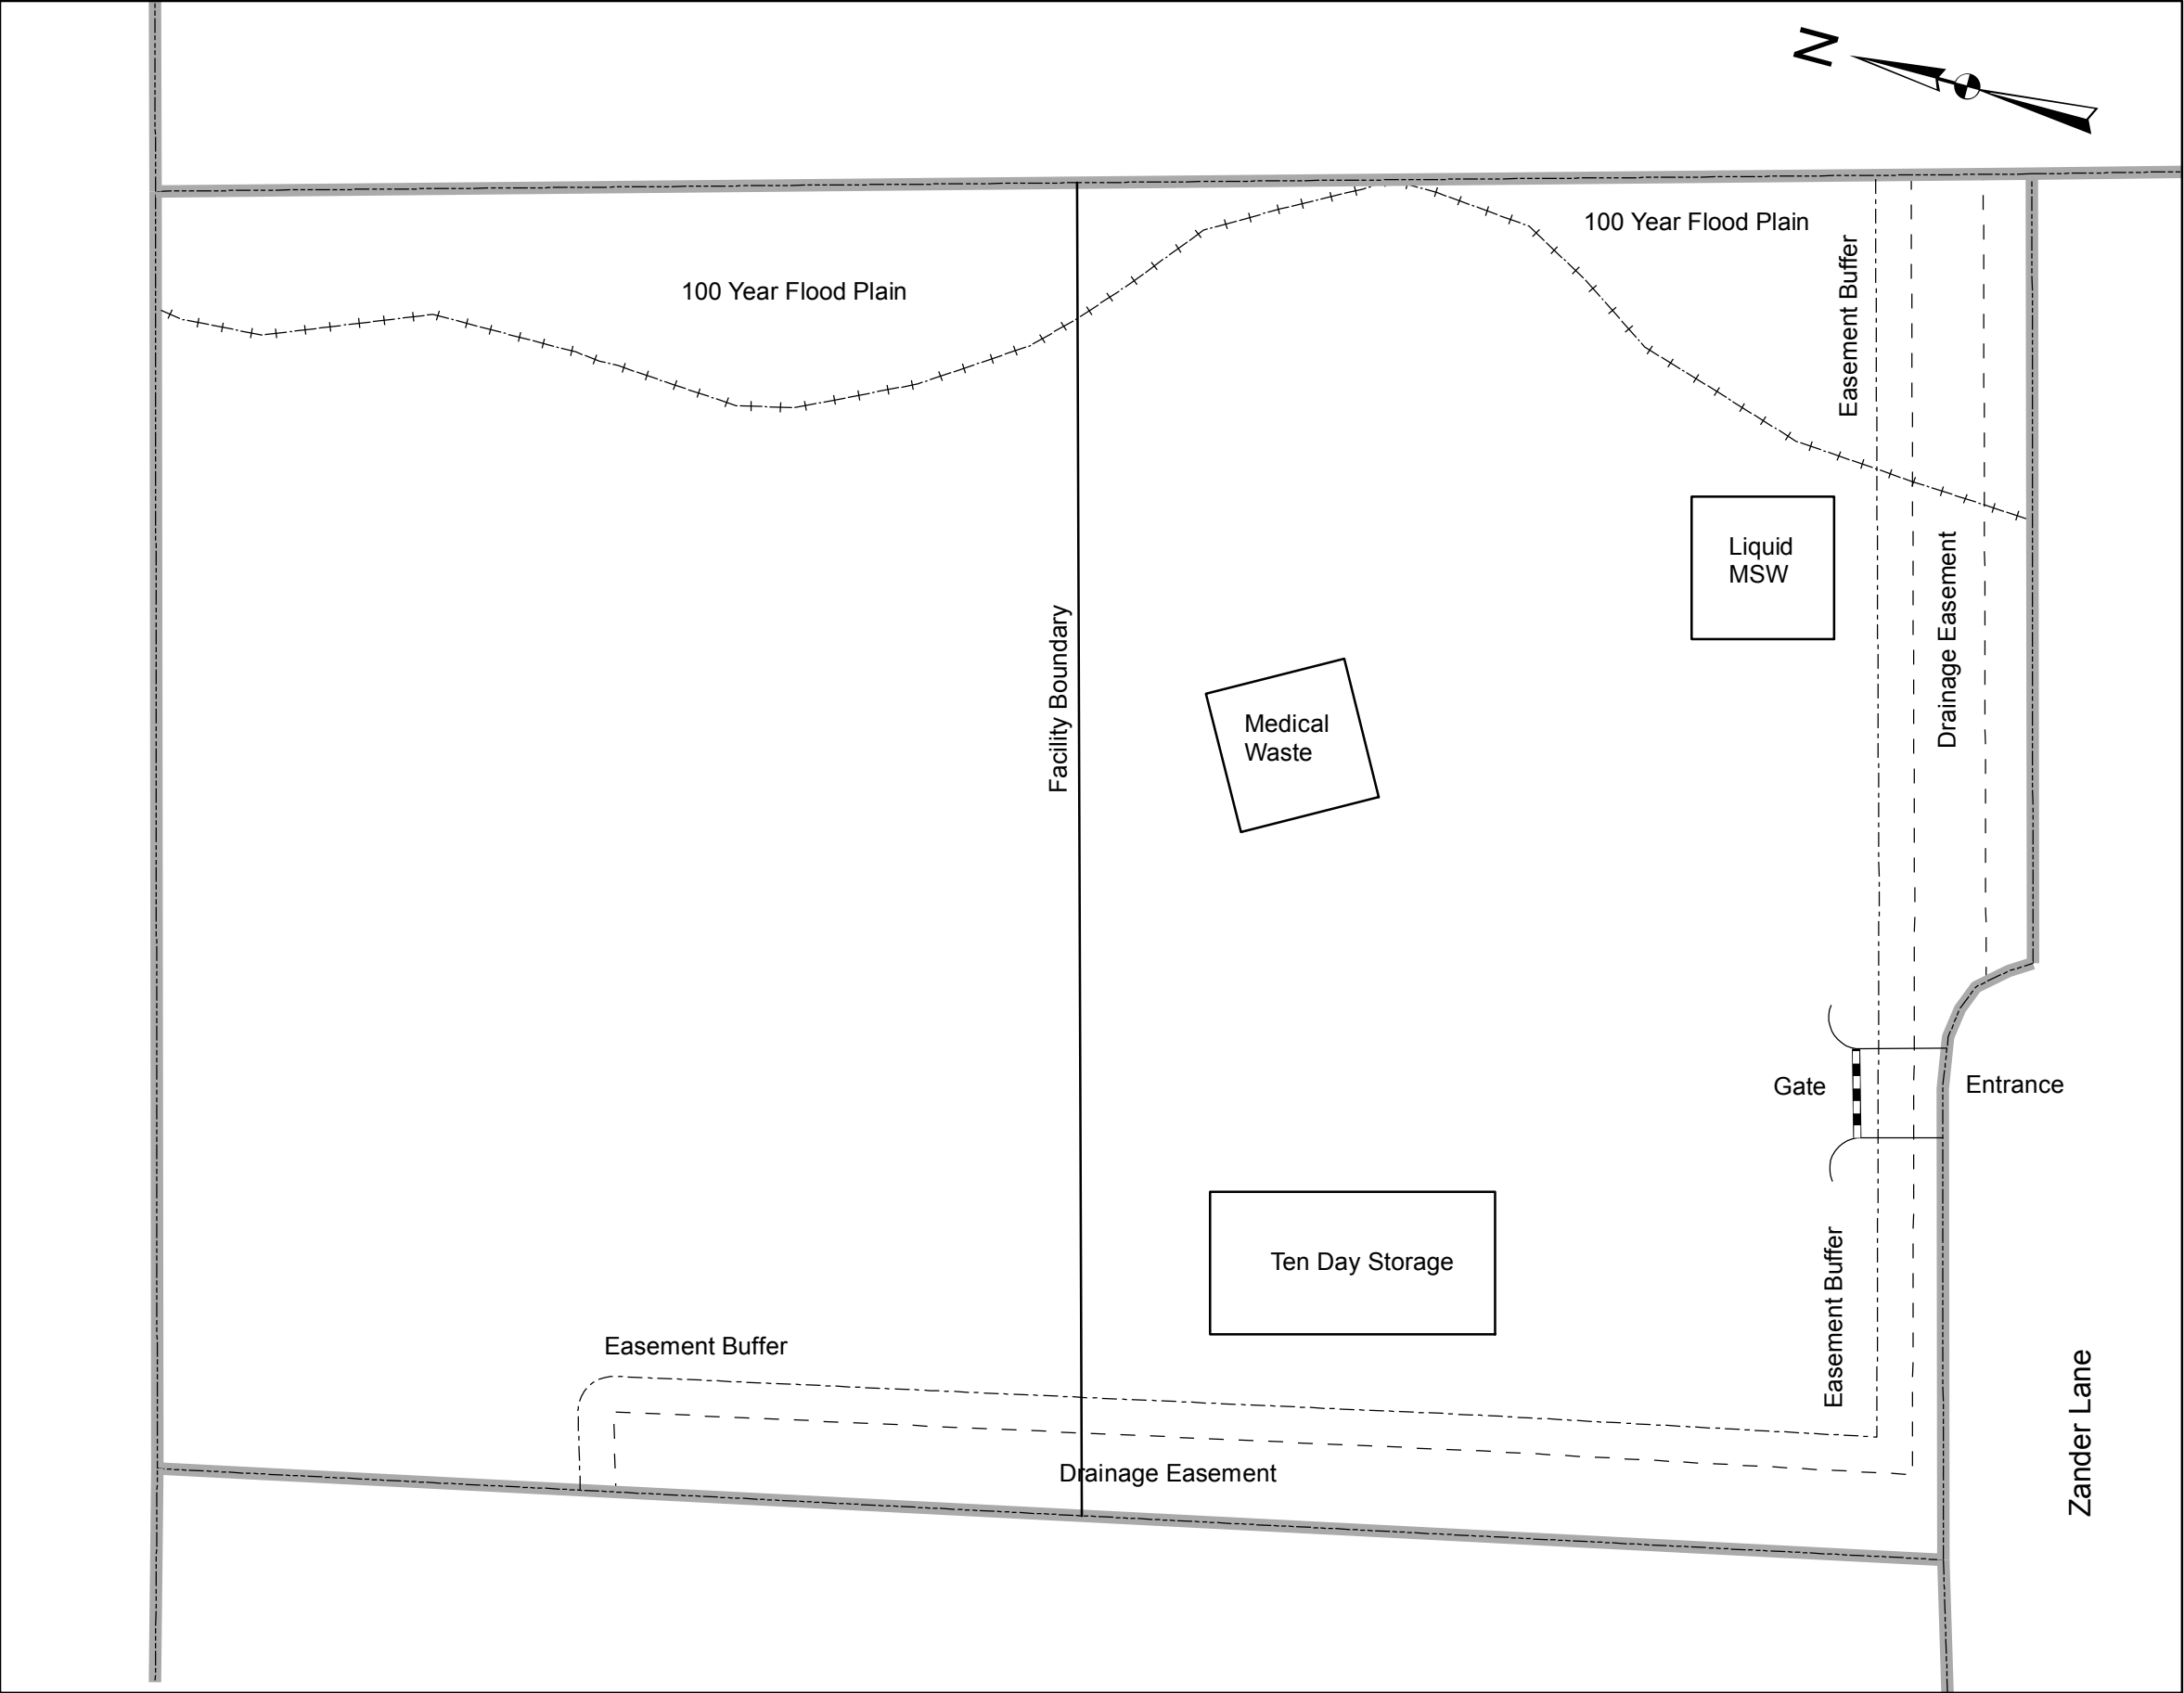 N
100 Year Flood Plain
100 Year Flood Plain
Easement Buffer
Liquid
MSW
Drainage Easement
Facility Boundary
Medical
Waste
Gate
Entrance
Ten Day Storage
Easement Buffer
Easement Buffer
Zander Lane
Drainage Easement